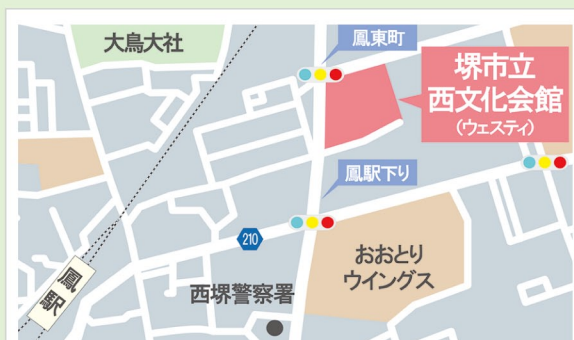 大鳥大社
鳳東町
堺市立
西文化会館
（ウェスティ）
鳳駅下り
210
おおとり
ウイングス
鳳駅
西堺警察署